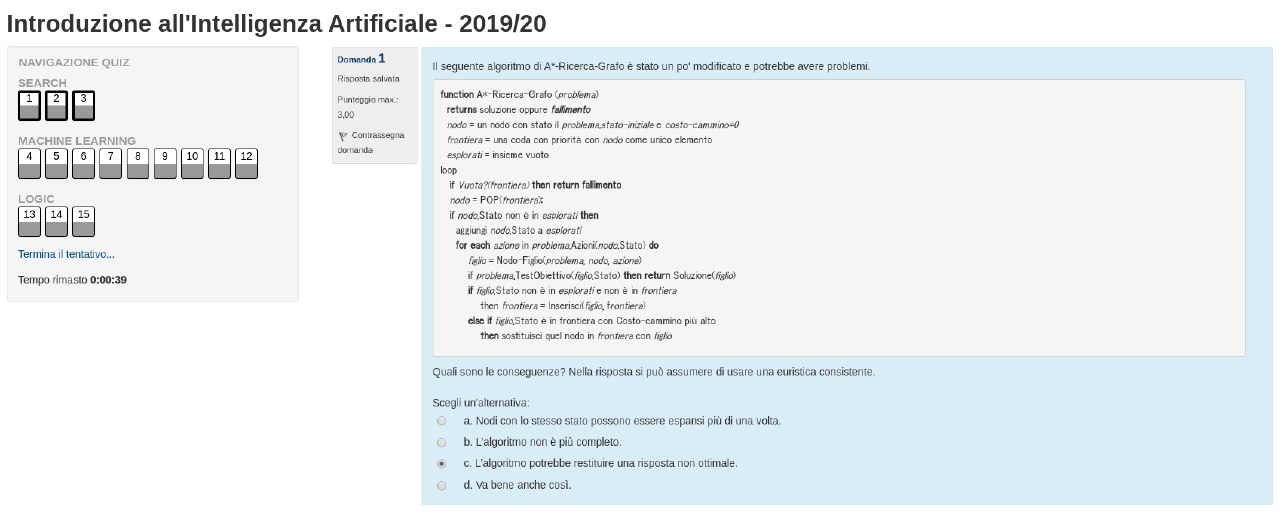 Introduzione all'Intelligenza Artificiale - 2019/20
NAVIGAZIONE QUIZ
SEARCH
1 2 3
MACHINE LEARNING
4 5 6 7 8 9 10 11 12
LOGIC
13 14 15
Termina il tentativo...
Tempo rimasto 0:00:39
Domanda 1
Risposta salvata
Punteggio max.:
3,00
Contrassegna
domanda
Il seguente algoritmo di A*-Ricerca-Grafo è stato un po' modificato e potrebbe avere problemi.
function A*-Ricerca-Grafo (problema)
returns soluzione oppure fallimento
nodo = un nodo con stato il problema.stato-iniziale e costo-cammino=0
frontiera = una coda con priorità con nodo come unico elemento
esplorati = insieme vuoto
loop
if Vuota?(frontiera) then return fallimento
nodo = POP(frontiera);
if nodo.Stato non è in esplorati then
aggiungi nodo.Stato a esplorati
for each azione in problema.Azioni(nodo.Stato) do
figlio = Nodo-Figlio(problema, nodo, azione)
if problema.TestObiettivo(figlio.Stato) then return Soluzione(figlio)
if figlio.Stato non è in esplorati e non è in frontiera
then frontiera = Inserisci(figlio, frontiera)
else if figlio.Stato è in frontiera con Costo-cammino più alto
then sostituisci quel nodo in frontiera con figlio
Quali sono le conseguenze? Nella risposta si può assumere di usare una euristica consistente.
Scegli un'alternativa:
a. Nodi con lo stesso stato possono essere espansi più di una volta.
b. L'algoritmo non è più completo.
c. L'algoritmo potrebbe restituire una risposta non ottimale.
d. Va bene anche così.